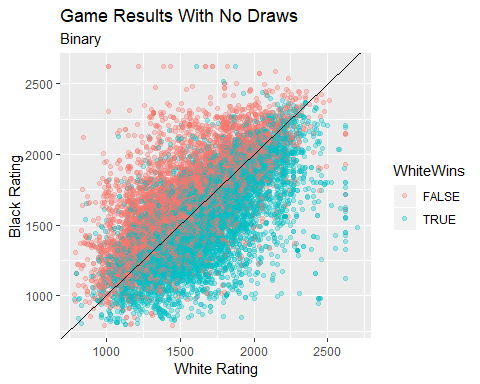 Game Results With No Draws
Binary
2500
2000
1500
1000
Black Rating
1000 1500 2000 2500
White Rating
WhiteWins
FALSE
TRUE